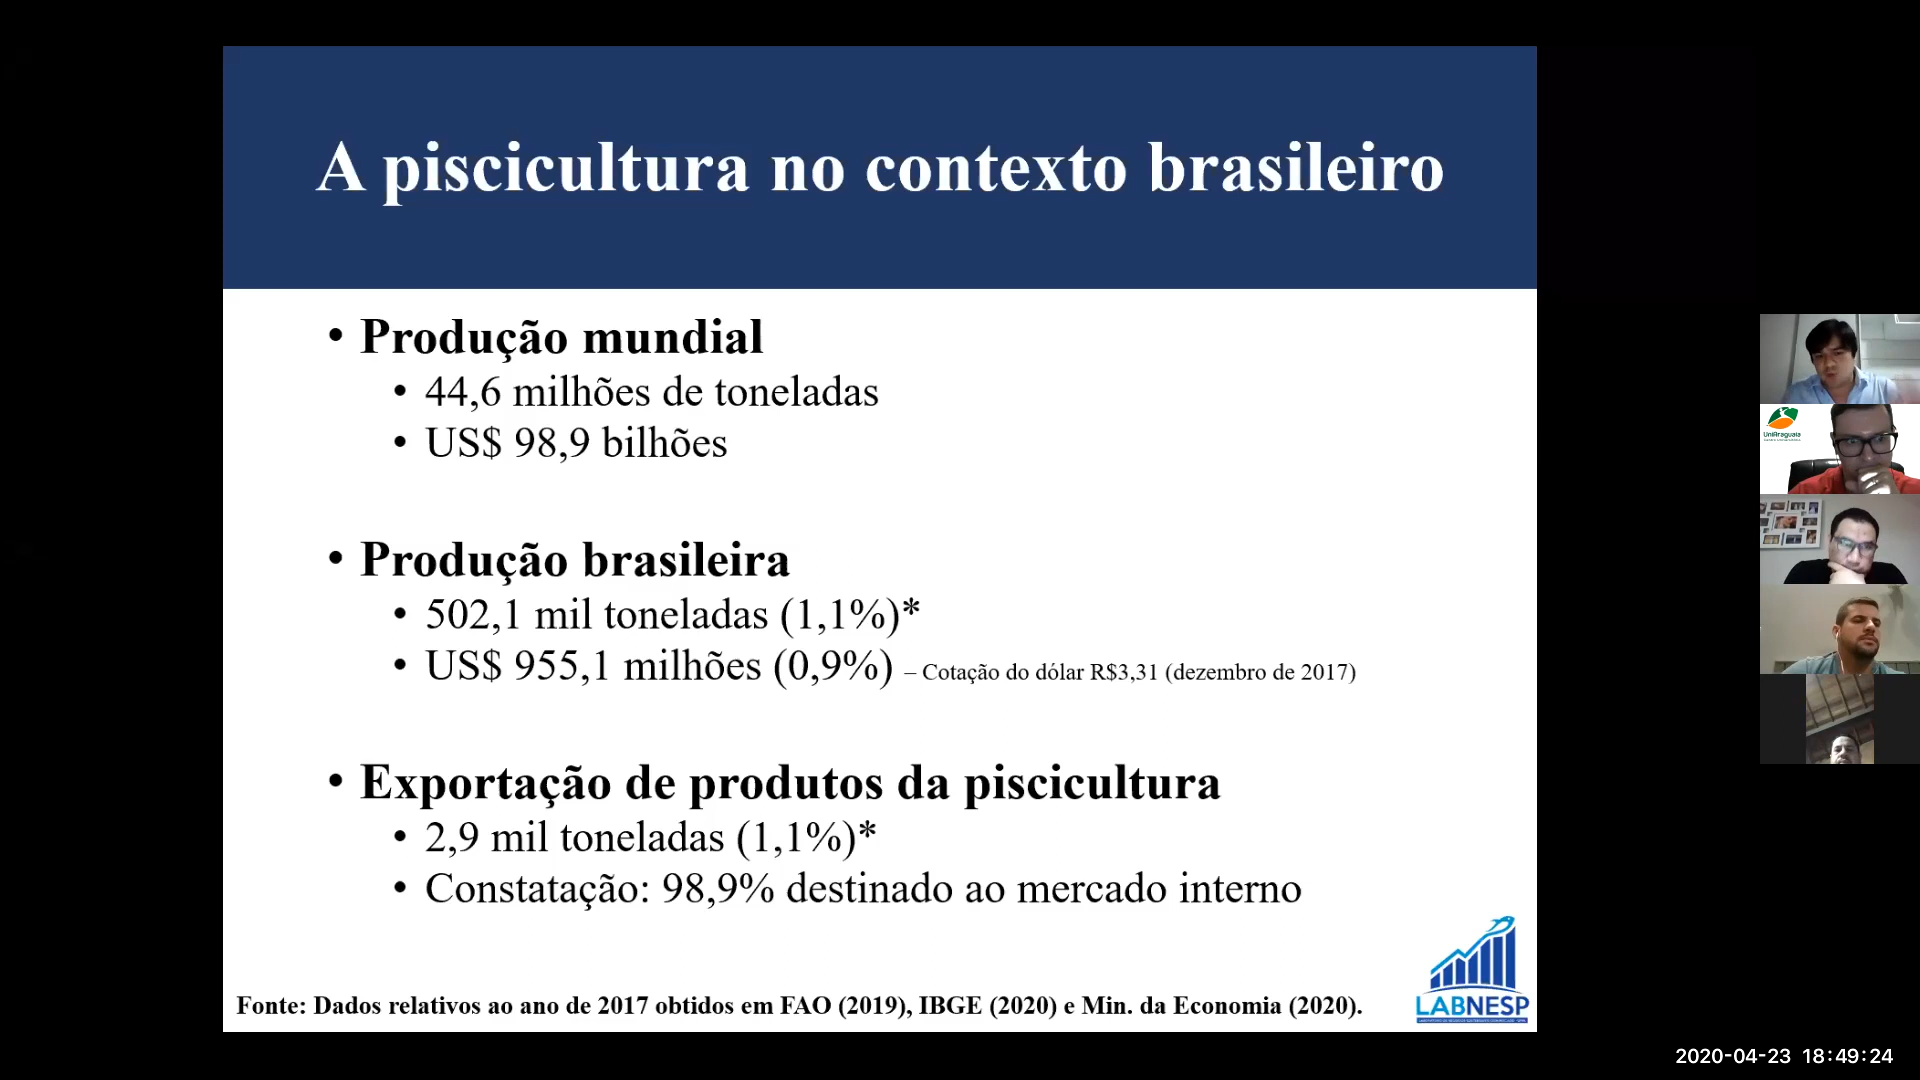 A piscicultura no contexto brasileiro
• Produção mundial
• 44,6 milhões de toneladas
• US$ 98,9 bilhões
• Produção brasileira
• 502,1 mil toneladas (1,1%)*
• US$ 955,1 milhões (0,9%) – Cotação do dólar R$3,31 (dezembro de 2017)
• Exportação de produtos da piscicultura
• 2,9 mil toneladas (1,1%)*
• Constatação: 98,9% destinado ao mercado interno
Fonte: Dados relativos ao ano de 2017 obtidos em FAO (2019), IBGE (2020) e Min. da Economia (2020).
LABNESP
UniAraguaia
2020-04-23 18:49:24